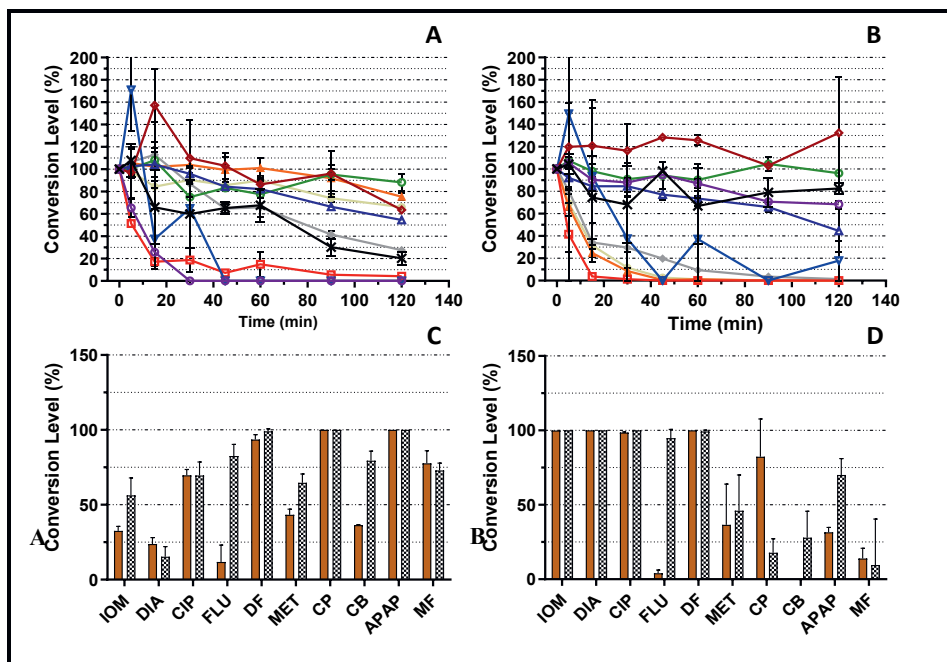 A
Conversion Level (%)
200
180
160
140
120
100
80
60
40
20
0
0 20 40 60 80 100 120 140
Time (min)
B
Conversion Level (%)
200
180
160
140
120
100
80
60
40
20
0
0 20 40 60 80 100 120 140
Time (min)
C
Conversion Level (%)
150
100
50
0
A
IOM DIA CIP FLU DF MET CP CB APAP MF
D
Conversion Level (%)
150
100
50
0
B
IOM DIA CIP FLU DF MET CP CB APAP MF